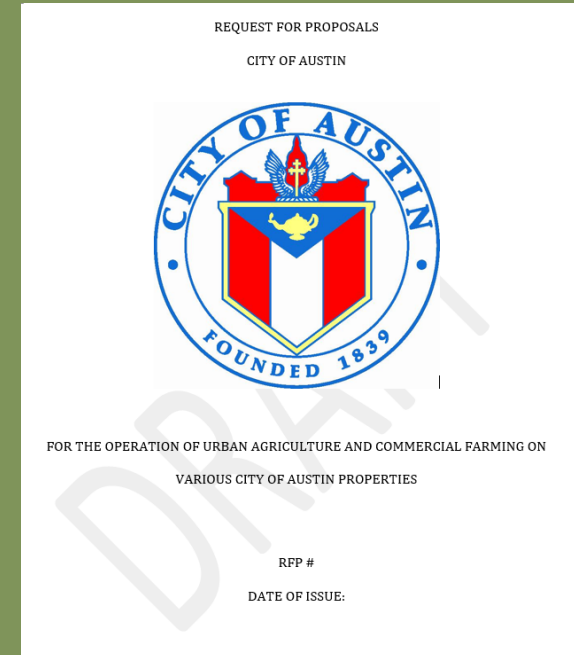 REQUEST FOR PROPOSALS
CITY OF AUSTIN
CITY OF AUSTIN
FOUNDED 1839
DRAFT
FOR THE OPERATION OF URBAN AGRICULTURE AND COMMERCIAL FARMING ON
VARIOUS CITY OF AUSTIN PROPERTIES
RFP #
DATE OF ISSUE: